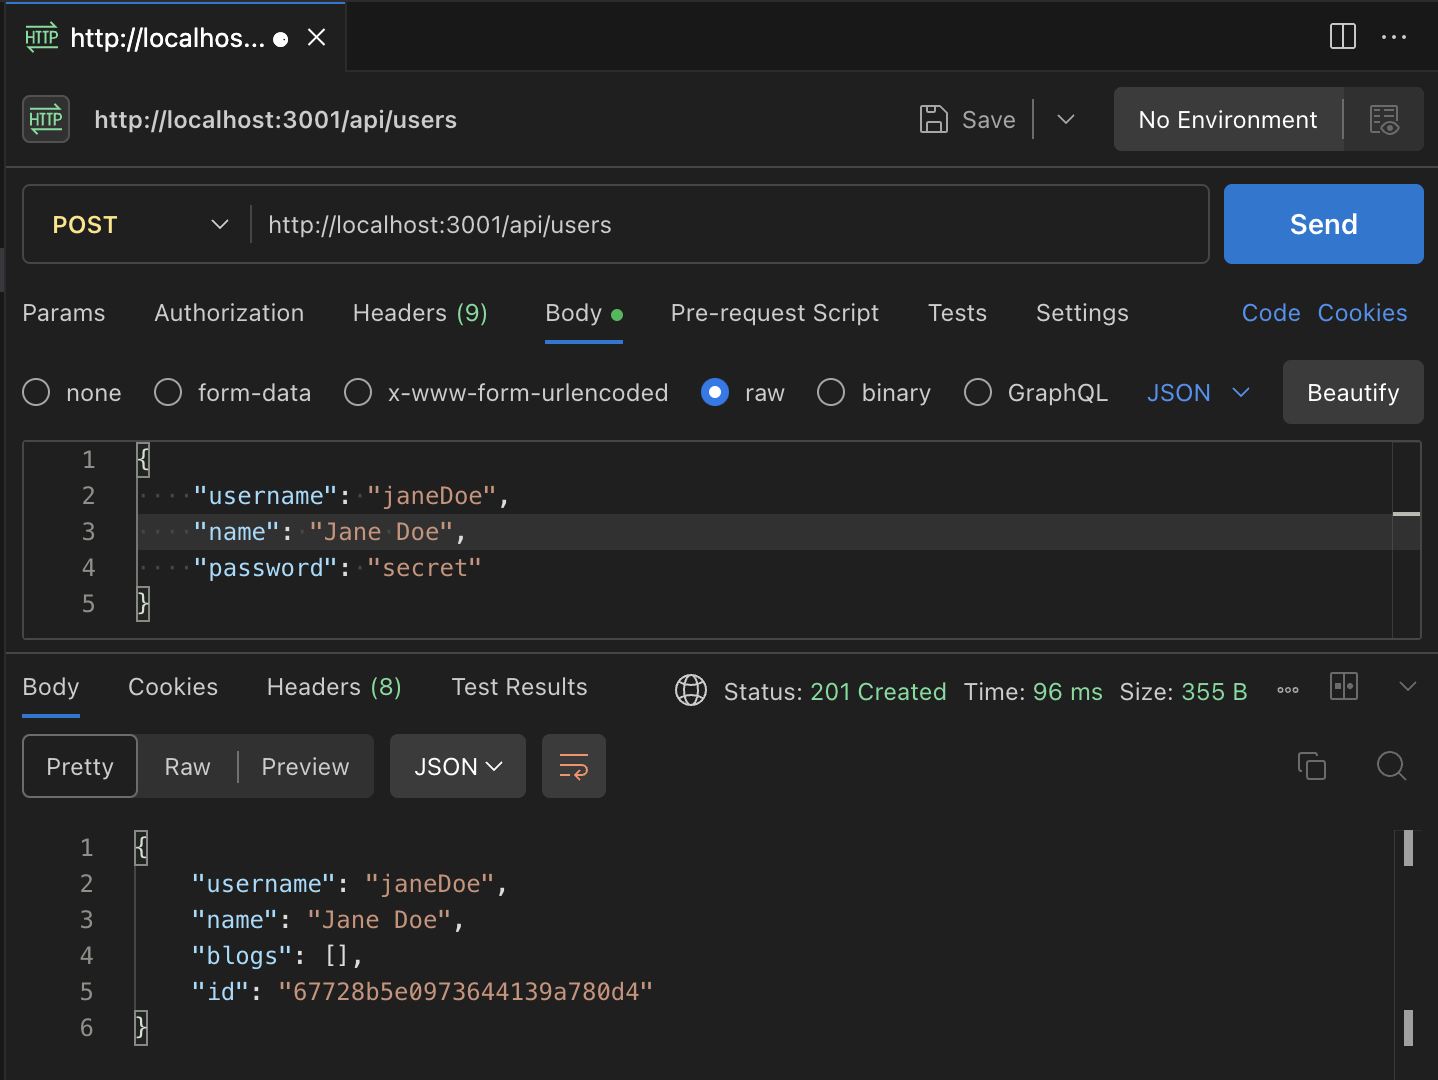 HTTP http://localhos...
HTTP http://localhost:3001/api/users Save No Environment
POST http://localhost:3001/api/users Send
Params Authorization Headers (9) Body Pre-request Script Tests Settings Code Cookies
none form-data x-www-form-urlencoded raw binary GraphQL JSON Beautify
1 {
2 "username": "janeDoe",
3 "name": "Jane Doe",
4 "password": "secret"
5 }
Body Cookies Headers (8) Test Results Status: 201 Created Time: 96 ms Size: 355 B
Pretty Raw Preview JSON
1 {
2 "username": "janeDoe",
3 "name": "Jane Doe",
4 "blogs": [],
5 "id": "67728b5e0973644139a780d4"
6 }